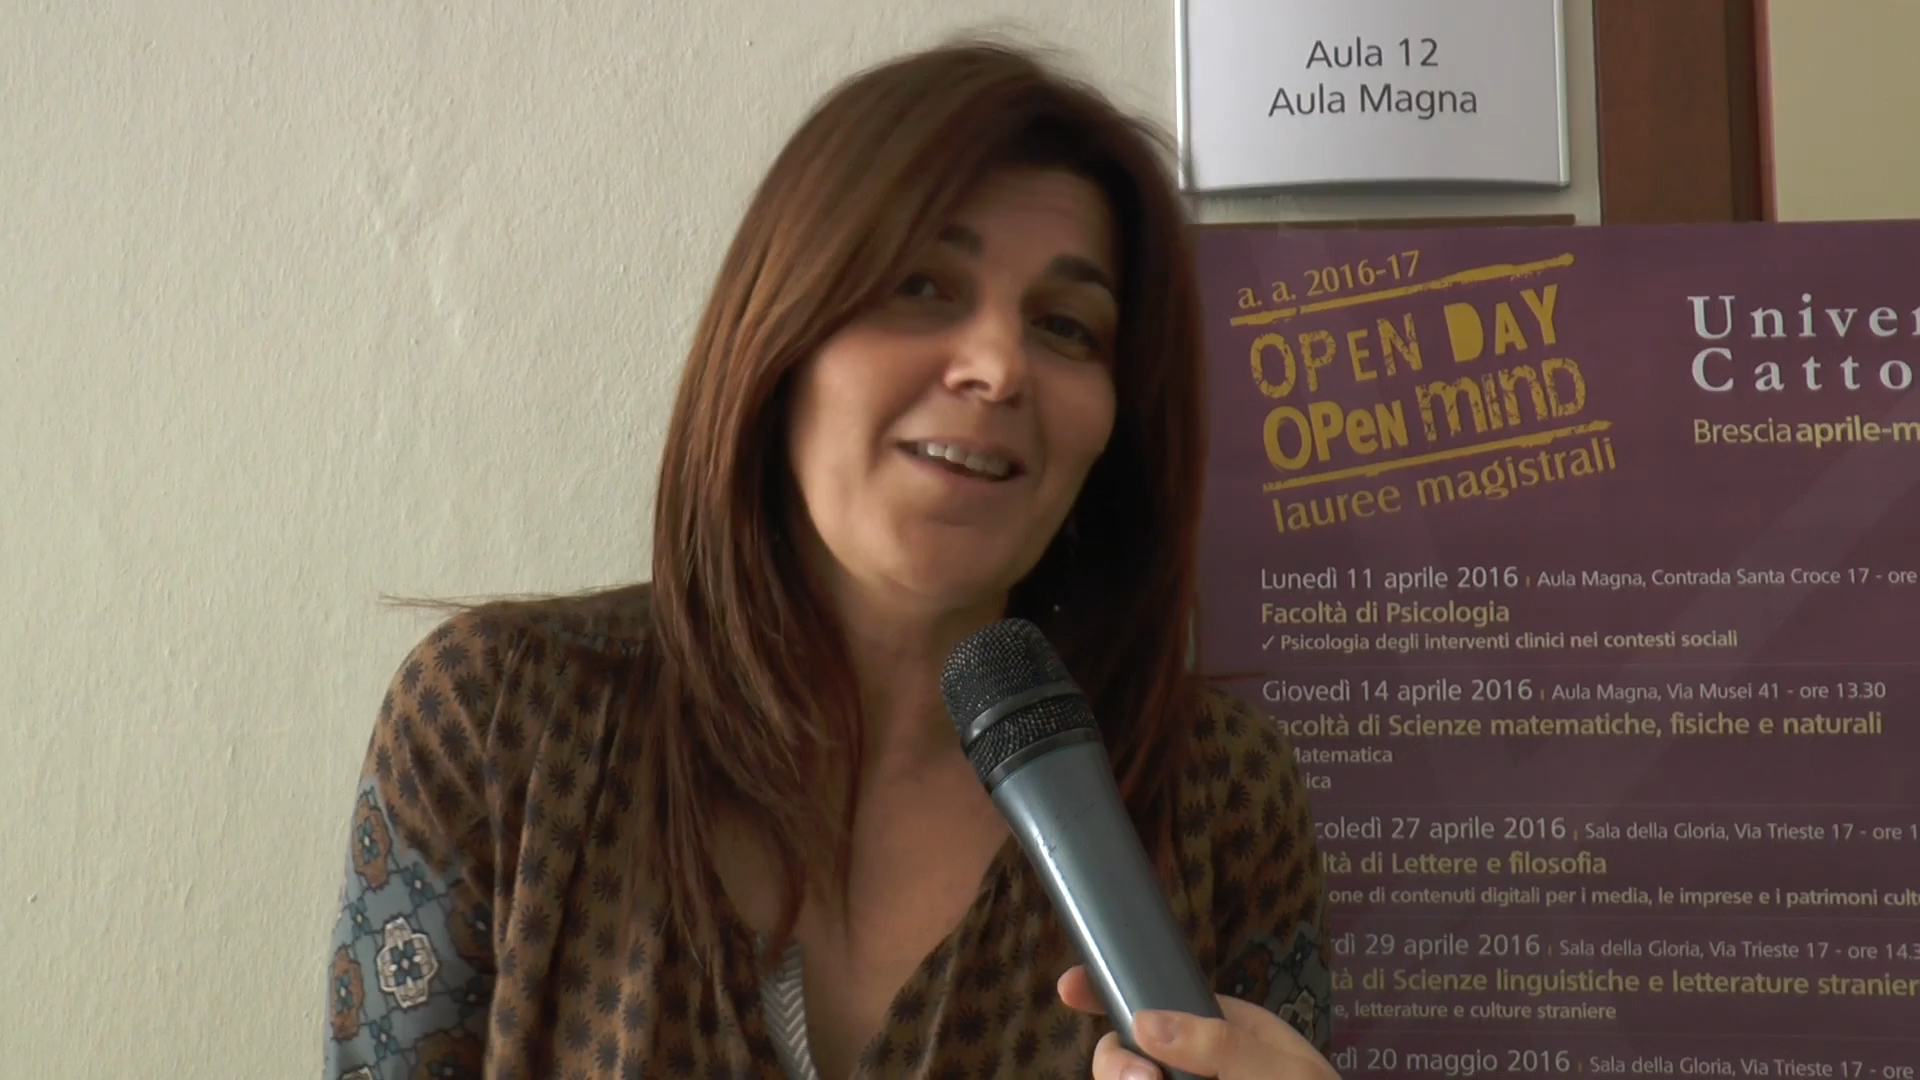 Aula 12
Aula Magna
a. a. 2016-17
OPEN DAY
OPen minD
lauree magistrali
Univer
Catto
Brescia aprile-m
Lunedì 11 aprile 2016 | Aula Magna, Contrada Santa Croce 17 - ore
Facoltà di Psicologia
✓ Psicologia degli interventi clinici nei contesti sociali
Giovedì 14 aprile 2016 | Aula Magna, Via Musei 41 - ore 13.30
acoltà di Scienze matematiche, fisiche e naturali
Matematica
ica
coledì 27 aprile 2016 | Sala della Gloria, Via Trieste 17 - ore 1
ltà di Lettere e filosofia
one di contenuti digitali per i media, le imprese e i patrimoni cultu
rdì 29 aprile 2016 | Sala della Gloria, Via Trieste 17 - ore 14.3
tà di Scienze linguistiche e letterature stranier
e, letterature e culture straniere
rdì 20 maggio 2016 | Sala della Gloria, Via Trieste 17 - ore